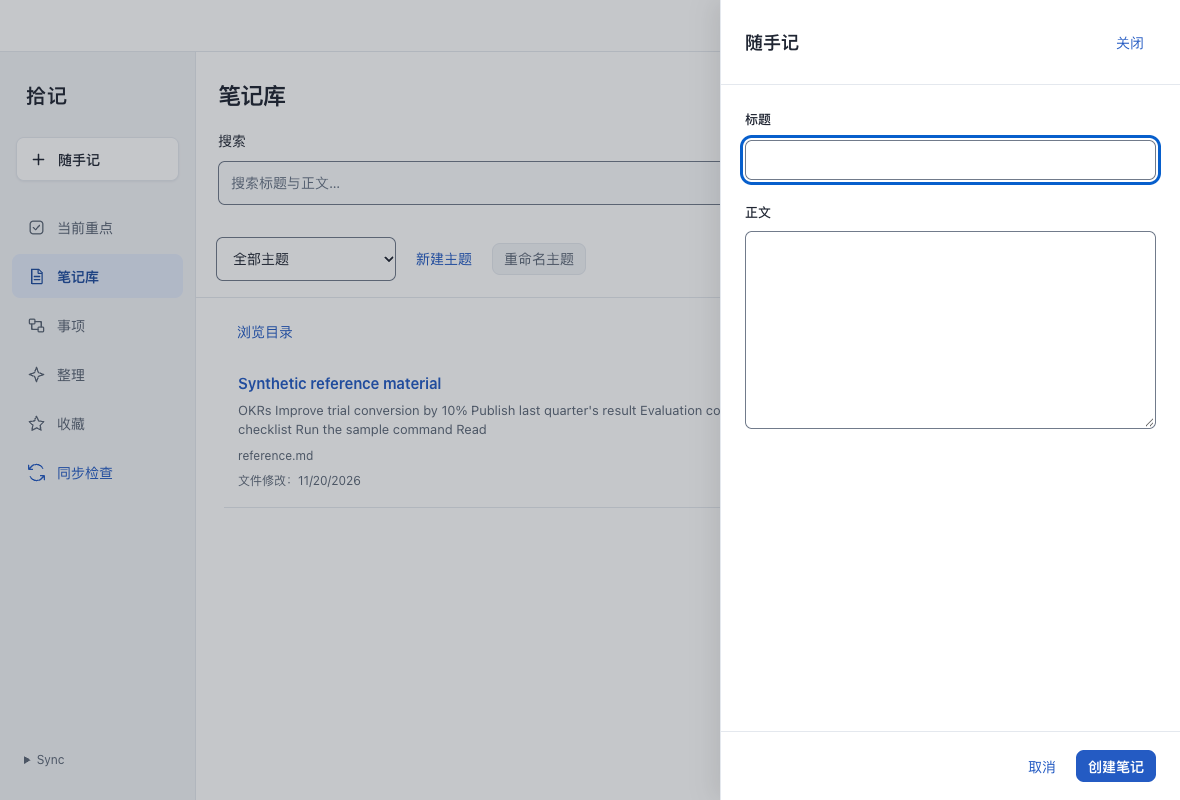 拾记
随手记
当前重点
笔记库
事项
整理
收藏
同步检查
Sync
笔记库
搜索
搜索标题与正文...
全部主题
新建主题
重命名主题
浏览目录
Synthetic reference material
OKRs Improve trial conversion by 10% Publish last quarter's result Evaluation co
checklist Run the sample command Read
reference.md
文件修改：11/20/2026
随手记
关闭
标题
正文
取消
创建笔记